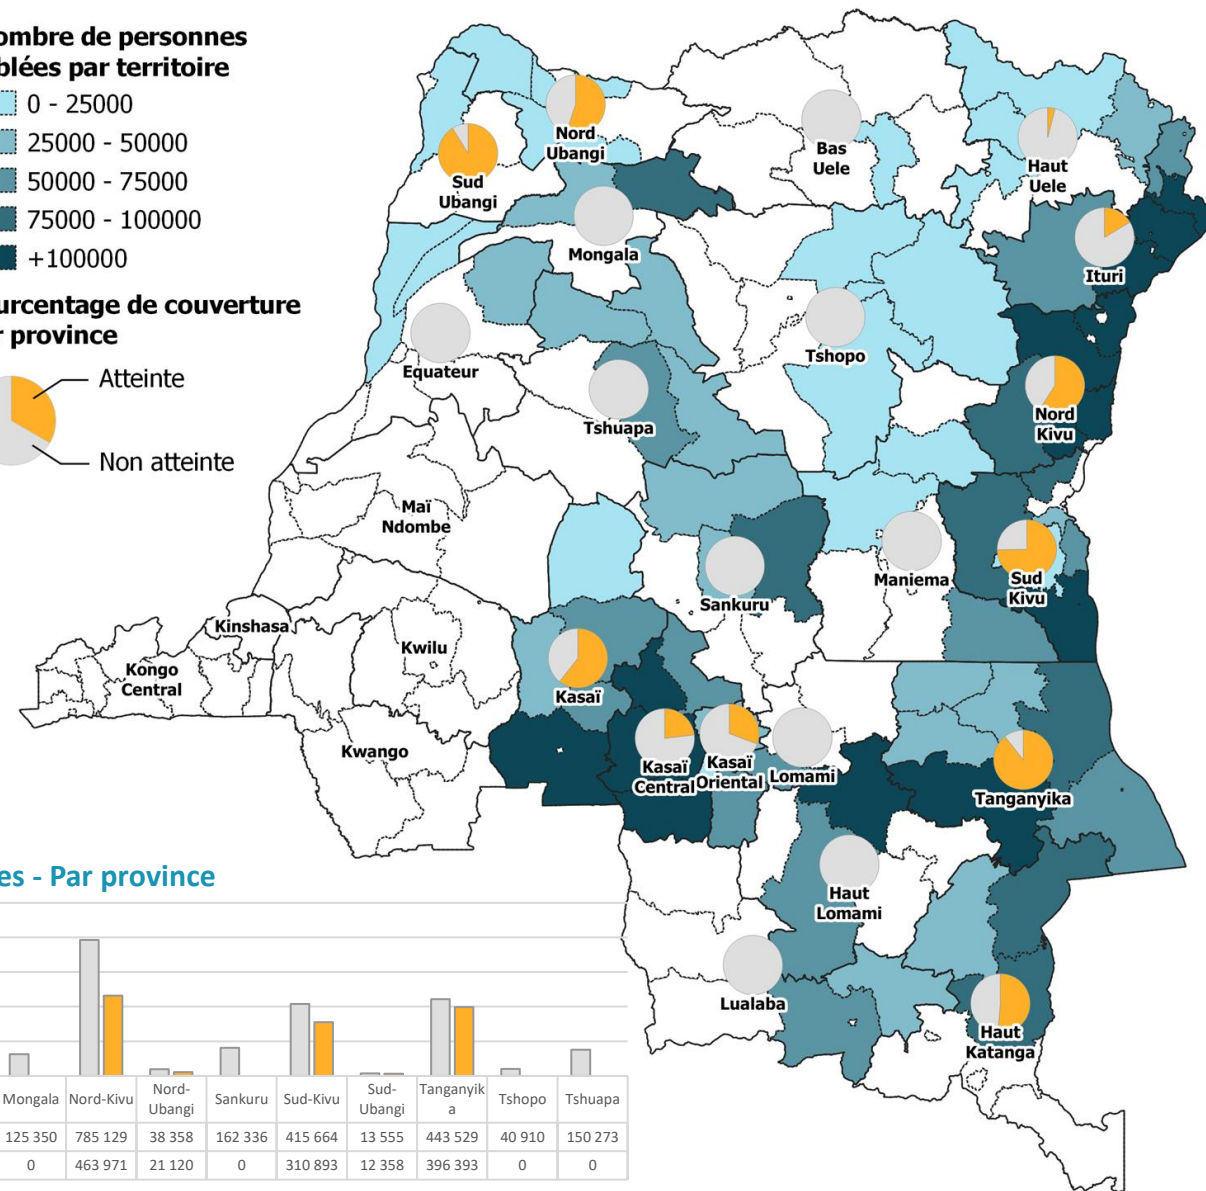 ombre de personnes
blées par territoire
0 - 25000
25000 - 50000
50000 - 75000
75000 - 100000
+100000
urcentage de couverture
r province
Atteinte
Non atteinte
Nord
Ubangi
Sud
Ubangi
Bas
Uele
Haut
Uele
Mongala
Ituri
Equateur
Tshopo
Tshuapa
Nord
Kivu
Maï
Ndombe
Sankuru
Maniema
Sud
Kivu
Kinshasa
Kongo
Central
Kwilu
Kasaï
Kwango
Kasaï
Central
Kasaï
Oriental
Lomami
Tanganyika
Haut
Lomami
Lualaba
Haut
Katanga
es - Par province
Mongala Nord-Kivu Nord-Ubangi Sankuru Sud-Kivu Sud-Ubangi Tanganyika Tshopo Tshuapa
125 350 785 129 38 358 162 336 415 664 13 555 443 529 40 910 150 273
0 463 971 21 120 0 310 893 12 358 396 393 0 0